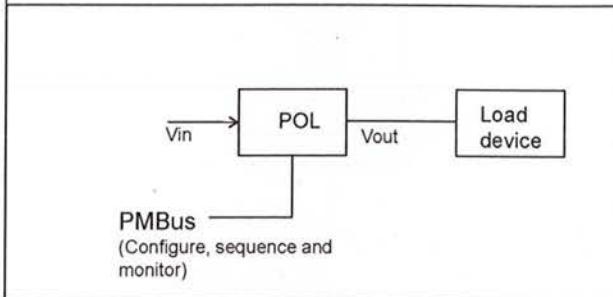 POL
Load
device
Vin
Vout
PMBus
(Configure, sequence and
monitor)